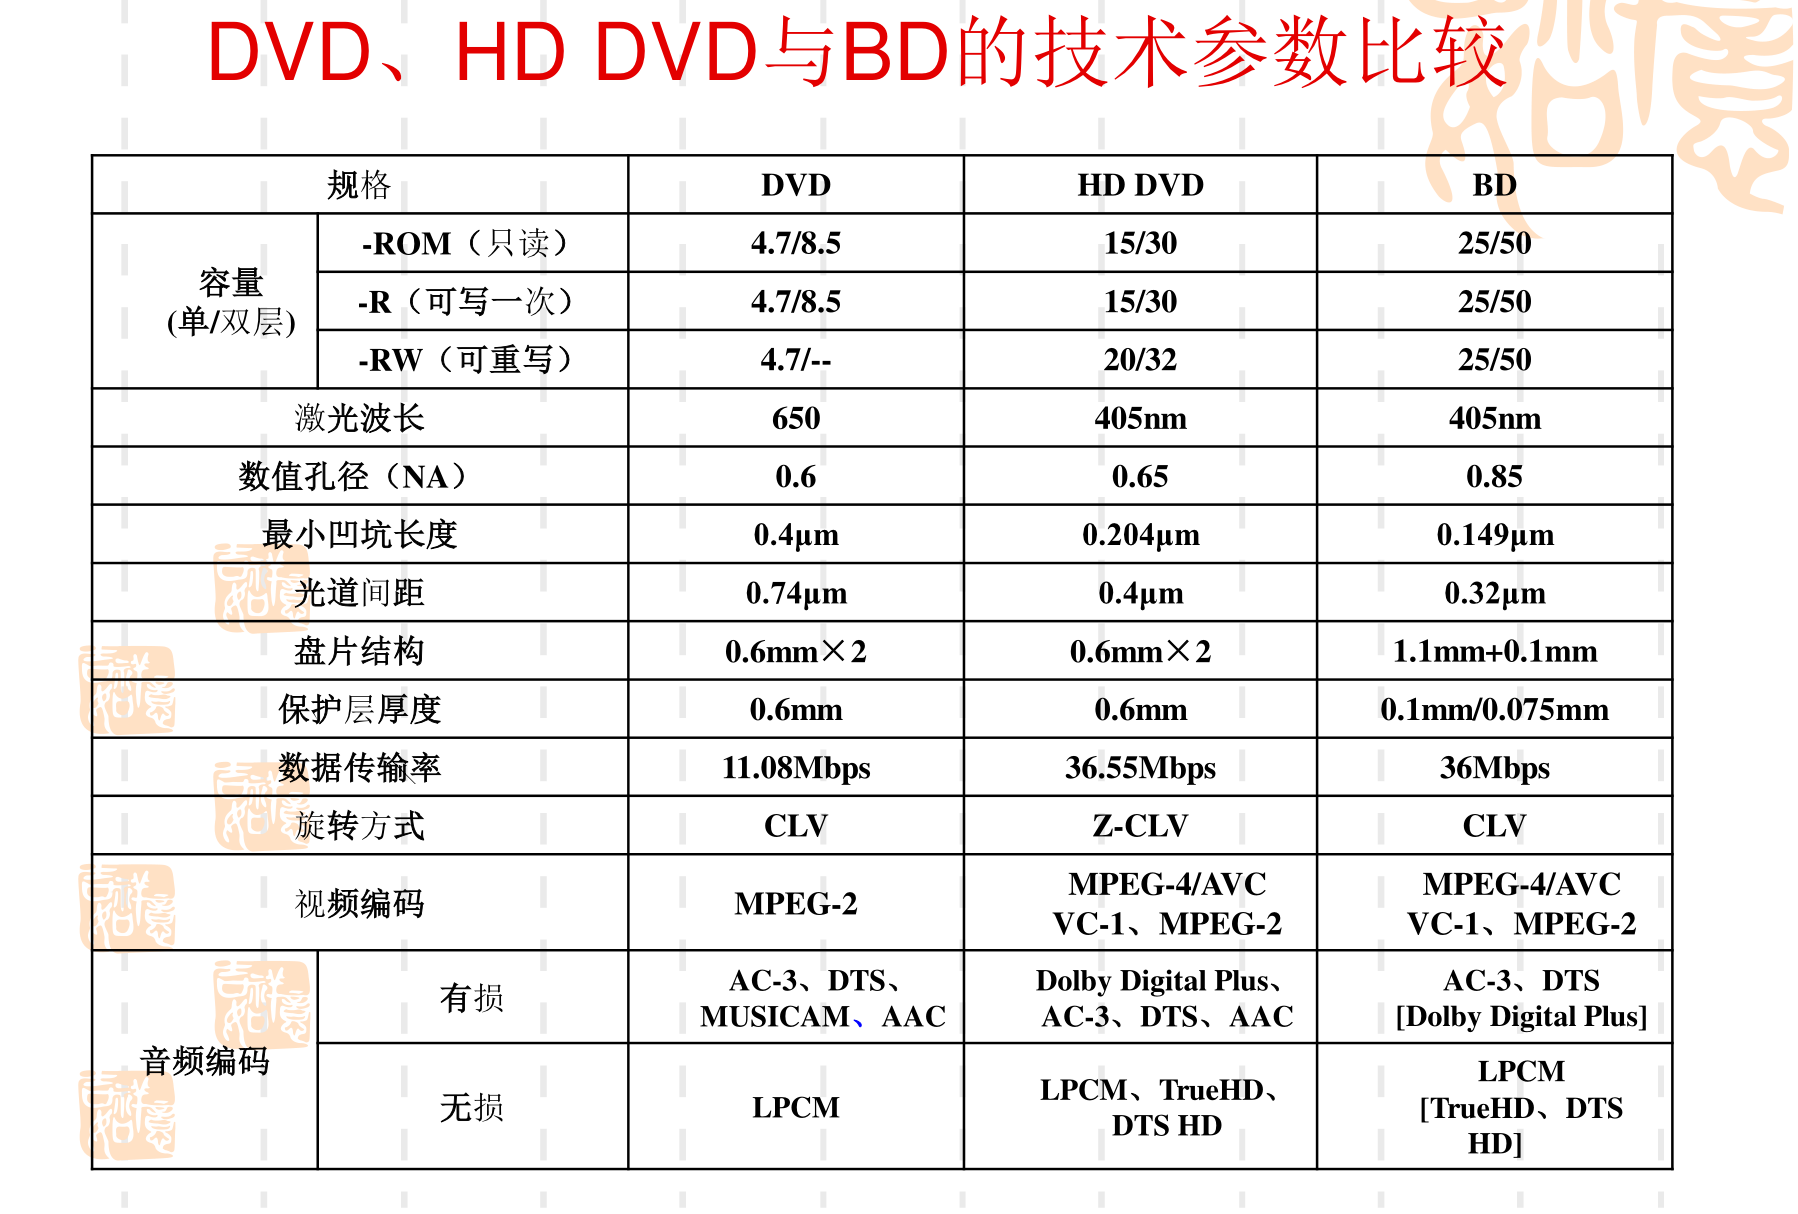 DVD、HD DVD与BD的技术参数比较
规格 DVD HD DVD BD
容量
(单/双层)
-ROM（只读） 4.7/8.5 15/30 25/50
-R（可写一次） 4.7/8.5 15/30 25/50
-RW（可重写） 4.7/-- 20/32 25/50
激光波长 650 405nm 405nm
数值孔径（NA） 0.6 0.65 0.85
最小凹坑长度 0.4μm 0.204μm 0.149μm
光道间距 0.74μm 0.4μm 0.32μm
盘片结构 0.6mm×2 0.6mm×2 1.1mm+0.1mm
保护层厚度 0.6mm 0.6mm 0.1mm/0.075mm
数据传输率 11.08Mbps 36.55Mbps 36Mbps
旋转方式 CLV Z-CLV CLV
视频编码 MPEG-2
MPEG-4/AVC
VC-1、MPEG-2
MPEG-4/AVC
VC-1、MPEG-2
音频编码
有损
AC-3、DTS、
MUSICAM、AAC
Dolby Digital Plus、
AC-3、DTS、AAC
AC-3、DTS
[Dolby Digital Plus]
无损
LPCM
LPCM、TrueHD、
DTS HD
LPCM
[TrueHD、DTS
HD]